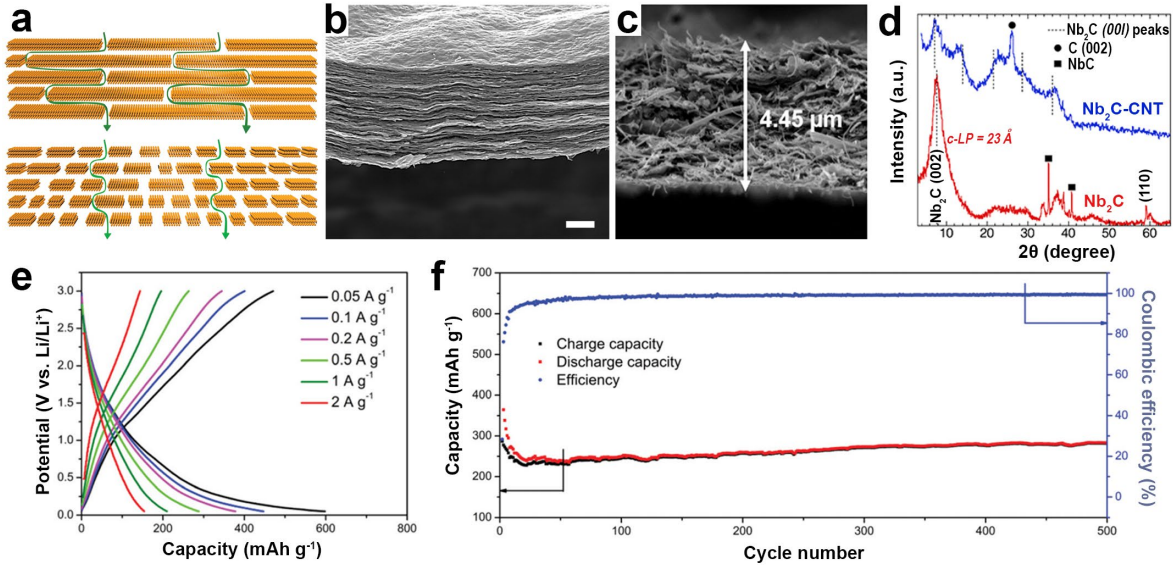 a
b
c
4.45 µm
d
Intensity (a.u.)
Nb₂C (00l) peaks
C (002)
NbC
Nb₂C-CNT
c-LP = 23 Å
Nb₂C (002)
Nb₂C
(110)
10 20 30 40 50 60
2θ (degree)
e
Potential (V vs. Li/Li⁺)
3.0
2.5
2.0
1.5
1.0
0.5
0.0
0.05 A g⁻¹
0.1 A g⁻¹
0.2 A g⁻¹
0.5 A g⁻¹
1 A g⁻¹
2 A g⁻¹
0 200 400 600 800
Capacity (mAh g⁻¹)
f
Capacity (mAh g⁻¹)
700
600
500
400
300
200
100
Charge capacity
Discharge capacity
Efficiency
100
80
60
40
20
0
Coulombic efficiency (%)
0 100 200 300 400 500
Cycle number